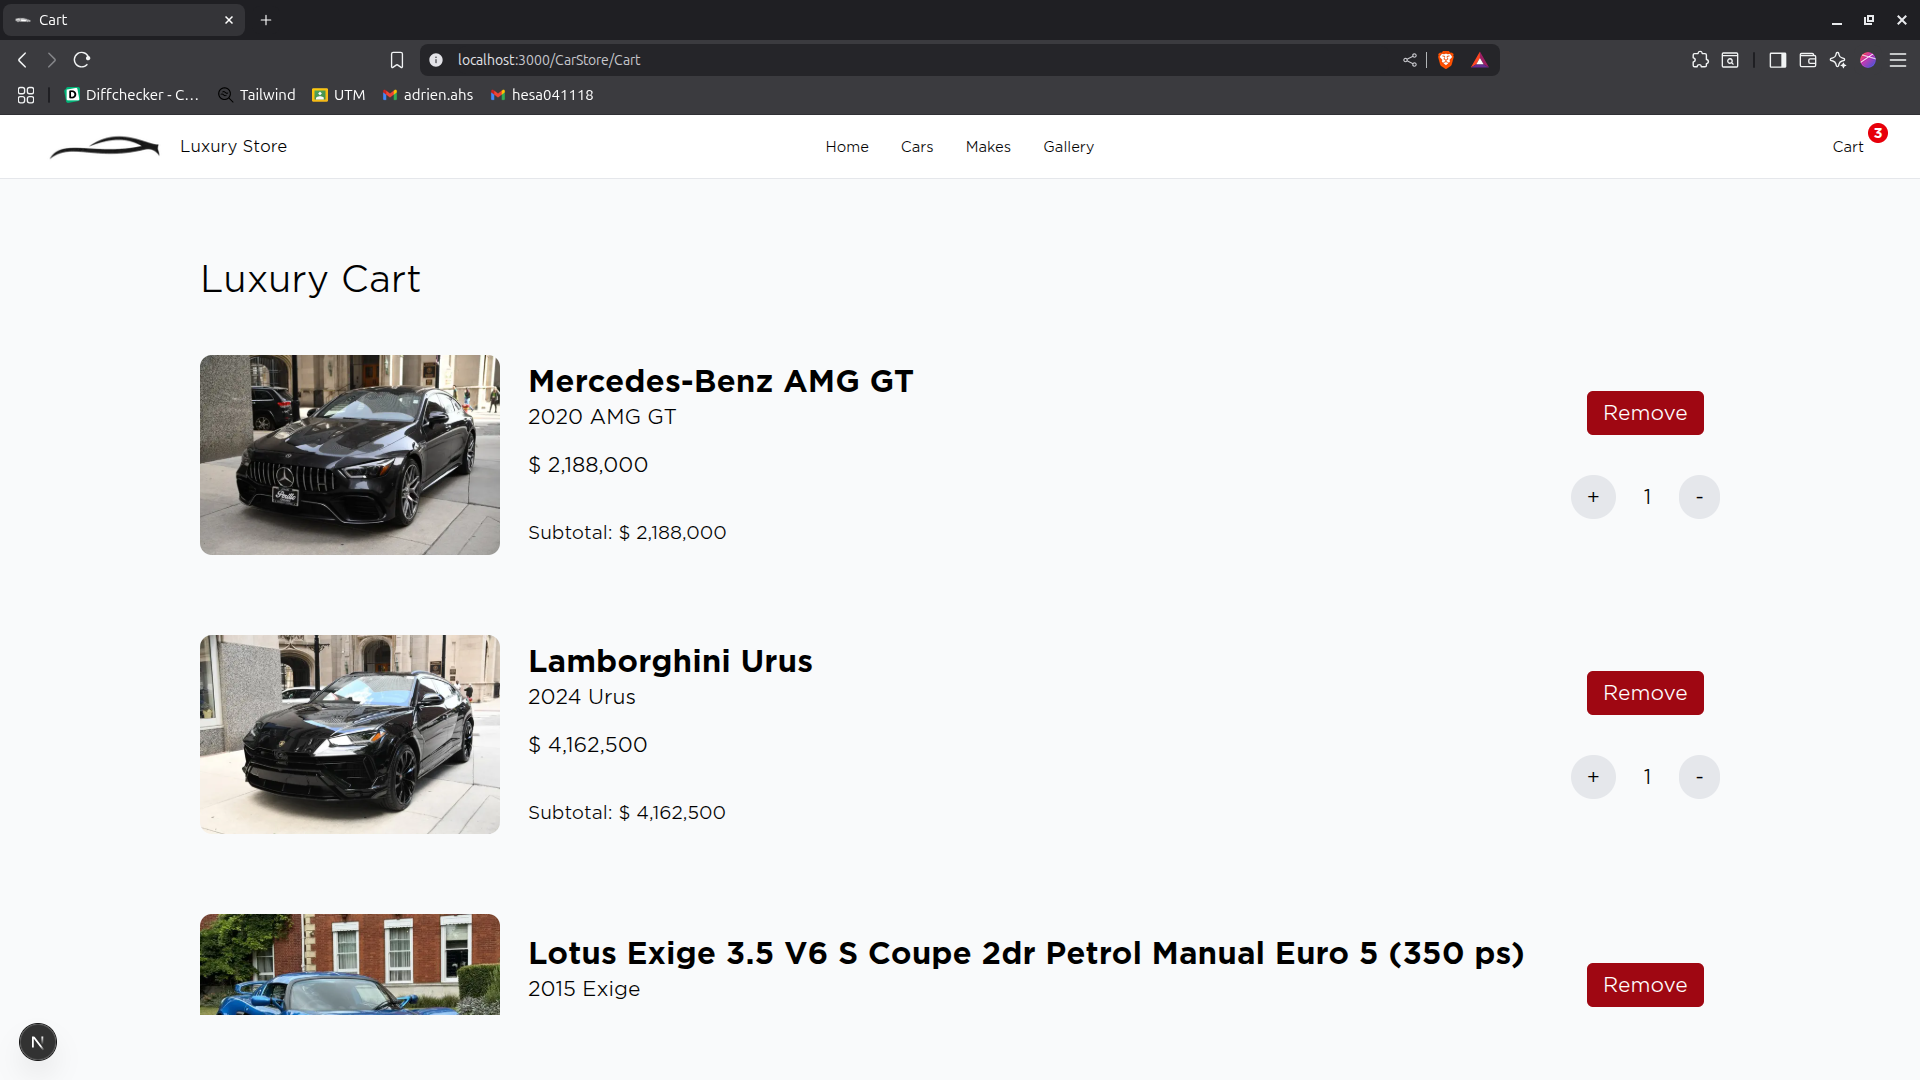 Cart
localhost:3000/CarStore/Cart
Diffchecker - C...
Tailwind
UTM
adrien.ahs
hesa041118
Luxury Store
Home
Cars
Makes
Gallery
Cart
3
Luxury Cart
Mercedes-Benz AMG GT
2020 AMG GT
$ 2,188,000
Subtotal: $ 2,188,000
Remove
+ 1 -
Lamborghini Urus
2024 Urus
$ 4,162,500
Subtotal: $ 4,162,500
Remove
+ 1 -
Lotus Exige 3.5 V6 S Coupe 2dr Petrol Manual Euro 5 (350 ps)
2015 Exige
Remove
N